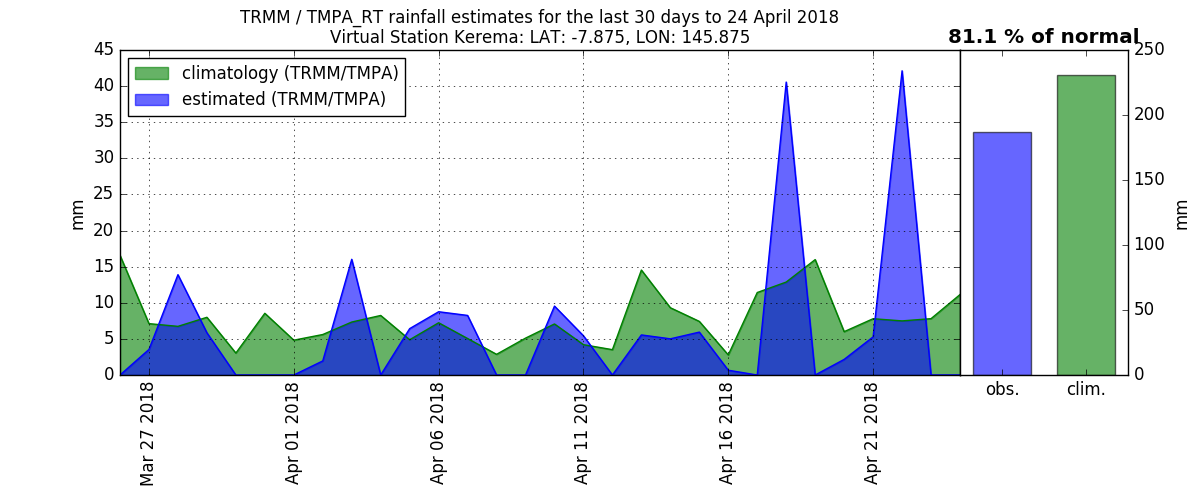 TRMM / TMPA_RT rainfall estimates for the last 30 days to 24 April 2018
Virtual Station Kerema: LAT: -7.875, LON: 145.875
81.1 % of normal
climatology (TRMM/TMPA)
estimated (TRMM/TMPA)
45
40
35
30
25
20
15
10
5
0
mm
Mar 27 2018
Apr 01 2018
Apr 06 2018
Apr 11 2018
Apr 16 2018
Apr 21 2018
250
200
150
100
50
0
mm
obs.
clim.